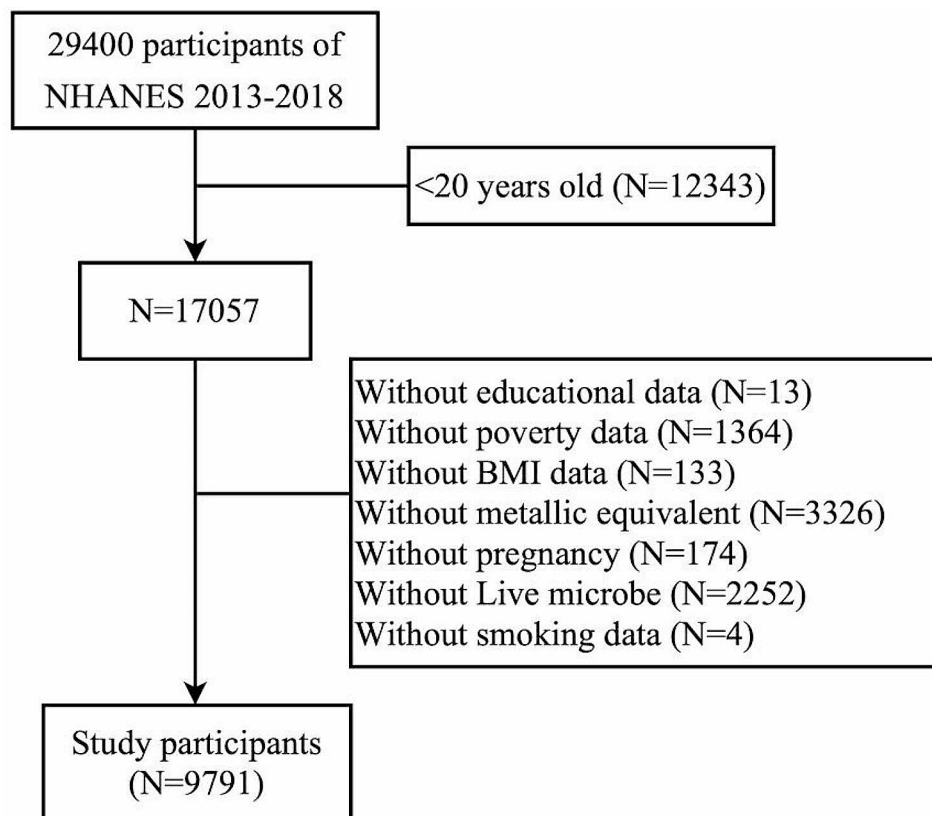 29400 participants of
NHANES 2013-2018
<20 years old (N=12343)
N=17057
Without educational data (N=13)
Without poverty data (N=1364)
Without BMI data (N=133)
Without metallic equivalent (N=3326)
Without pregnancy (N=174)
Without Live microbe (N=2252)
Without smoking data (N=4)
Study participants
(N=9791)